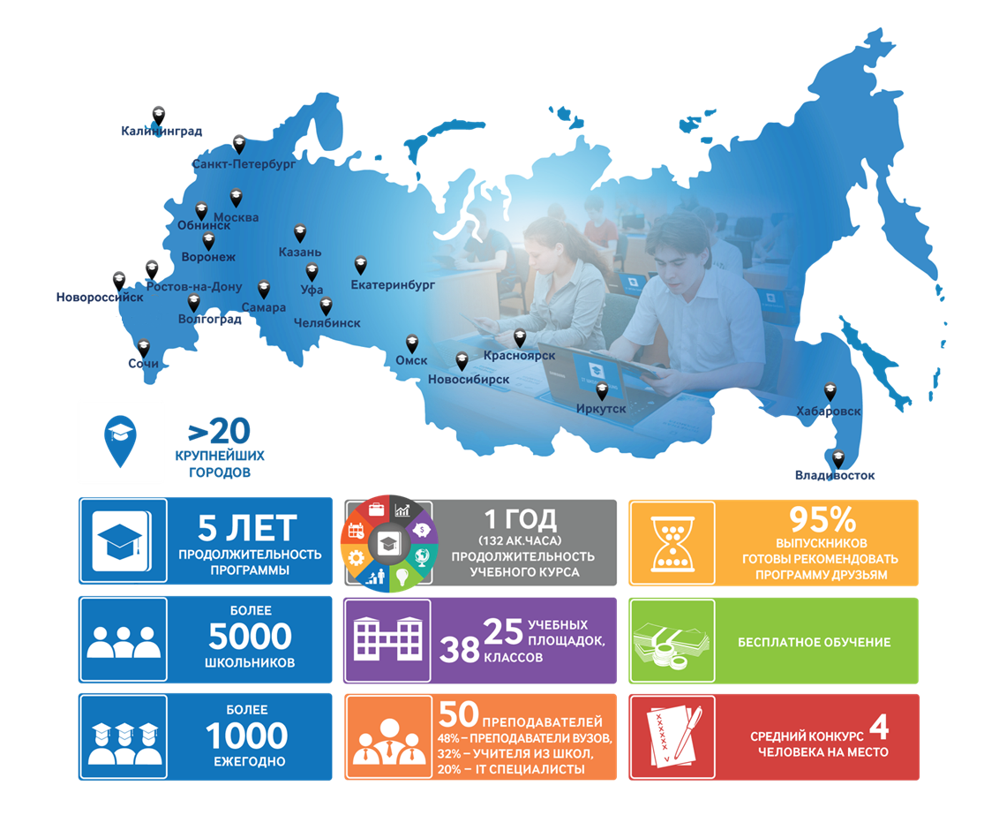 Калининград
Санкт-Петербург
Москва
Обнинск
Воронеж
Казань
Новороссийск
Ростов-на-Дону
Уфа
Екатеринбург
Самара
Волгоград
Челябинск
Сочи
Омск
Новосибирск
Красноярск
Иркутск
Хабаровск
Владивосток
>20
КРУПНЕЙШИХ
ГОРОДОВ
5 ЛЕТ
ПРОДОЛЖИТЕЛЬНОСТЬ
ПРОГРАММЫ
1 ГОД
(132 АК.ЧАСА)
ПРОДОЛЖИТЕЛЬНОСТЬ
УЧЕБНОГО КУРСА
95%
ВЫПУСКНИКОВ
ГОТОВЫ РЕКОМЕНДОВАТЬ
ПРОГРАММУ ДРУЗЬЯМ
БОЛЕЕ
5000
ШКОЛЬНИКОВ
25 УЧЕБНЫХ
ПЛОЩАДОК,
38 КЛАССОВ
БЕСПЛАТНОЕ ОБУЧЕНИЕ
БОЛЕЕ
1000
ЕЖЕГОДНО
50 ПРЕПОДАВАТЕЛЕЙ
48% – ПРЕПОДАВАТЕЛИ ВУЗОВ,
32% – УЧИТЕЛЯ ИЗ ШКОЛ,
20% – IT СПЕЦИАЛИСТЫ
СРЕДНИЙ КОНКУРС 4
ЧЕЛОВЕКА НА МЕСТО